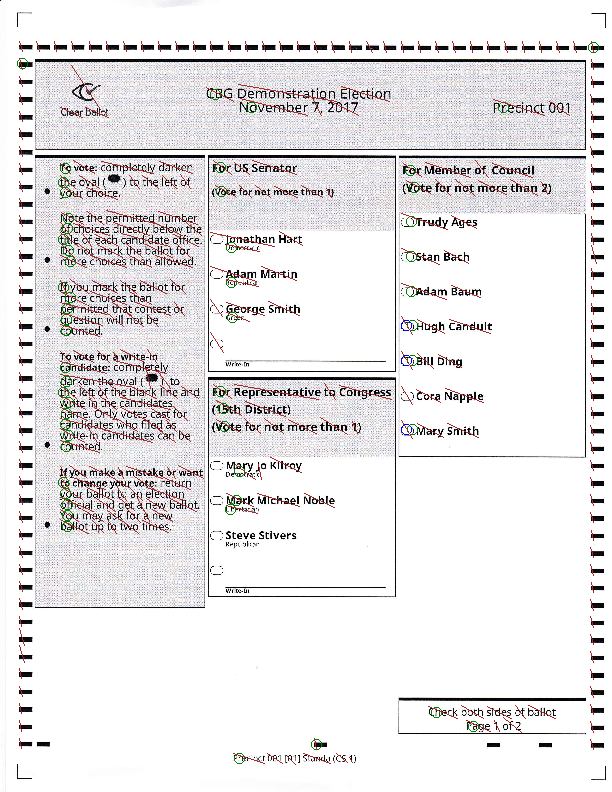 Clear Ballot
CBG Demonstration Election
November 7, 2017
Precinct 001
To vote: completely darken
the oval ( ) to the left of
your choice.
Note the permitted number
of choices directly below the
title of each candidate office.
Do not mark the ballot for
more choices than allowed.
If you mark the ballot for
more choices than
permitted that contest or
question will not be
counted.
To vote for a write-in
candidate: completely
darken the oval ( ) to
the left of the black line and
write in the candidates
name. Only votes cast for
candidates who filed as
write-in candidates can be
counted.
If you make a mistake or want
to change your vote: return
your ballot to an election
official and get a new ballot.
You may ask for a new
ballot up to two times.
For US Senator
(Vote for not more than 1)
Jonathan Hart
Adam Martin
Republican
George Smith
Write-In
For Representative to Congress
(15th District)
(Vote for not more than 1)
Mary Jo Kilroy
Democratic
Mark Michael Noble
Libertarian
Steve Stivers
Republican
Write-In
For Member of Council
(Vote for not more than 2)
Trudy Ages
Stan Bach
Adam Baum
Hugh Candult
Bill Ding
Cora Napple
Mary Smith
Check both sides of ballot
Page 1 of 2